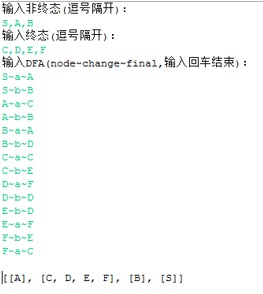 输入非终态(逗号隔开):
S,A,B
输入终态(逗号隔开):
C,D,E,F
输入DFA(node~change~final,输入回车结束):
S~a~A
S~b~B
A~a~C
A~b~B
B~a~A
B~b~D
C~a~C
C~b~E
D~a~F
D~b~D
E~b~D
E~a~F
F~b~E
F~a~C
[[A], [C, D, E, F], [B], [S]]